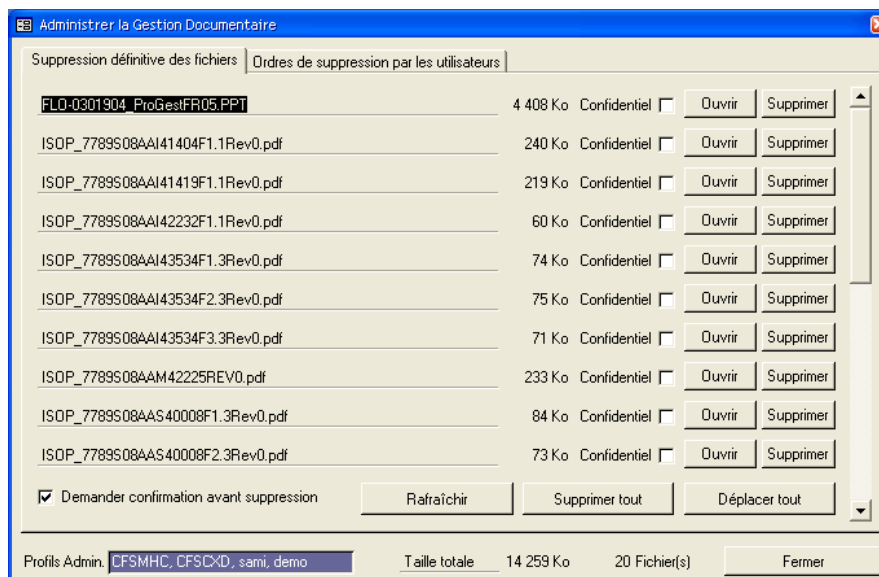 Administrer la Gestion Documentaire
Suppression définitive des fichiers Ordres de suppression par les utilisateurs
FLO-0301904_ProGestFR05.PPT 4 408 Ko Confidentiel Ouvrir Supprimer
ISOP_7789S08AAI41404F1.1Rev0.pdf 240 Ko Confidentiel Ouvrir Supprimer
ISOP_7789S08AAI41419F1.1Rev0.pdf 219 Ko Confidentiel Ouvrir Supprimer
ISOP_7789S08AAI42232F1.1Rev0.pdf 60 Ko Confidentiel Ouvrir Supprimer
ISOP_7789S08AAI43534F1.3Rev0.pdf 74 Ko Confidentiel Ouvrir Supprimer
ISOP_7789S08AAI43534F2.3Rev0.pdf 75 Ko Confidentiel Ouvrir Supprimer
ISOP_7789S08AAI43534F3.3Rev0.pdf 71 Ko Confidentiel Ouvrir Supprimer
ISOP_7789S08AAM42225REV0.pdf 233 Ko Confidentiel Ouvrir Supprimer
ISOP_7789S08AAS40008F1.3Rev0.pdf 84 Ko Confidentiel Ouvrir Supprimer
ISOP_7789S08AAS40008F2.3Rev0.pdf 73 Ko Confidentiel Ouvrir Supprimer
Demander confirmation avant suppression Rafraîchir Supprimer tout Déplacer tout
Profils Admin. CFSMHC, CFSCXD, sami, demo Taille totale 14 259 Ko 20 Fichier(s) Fermer